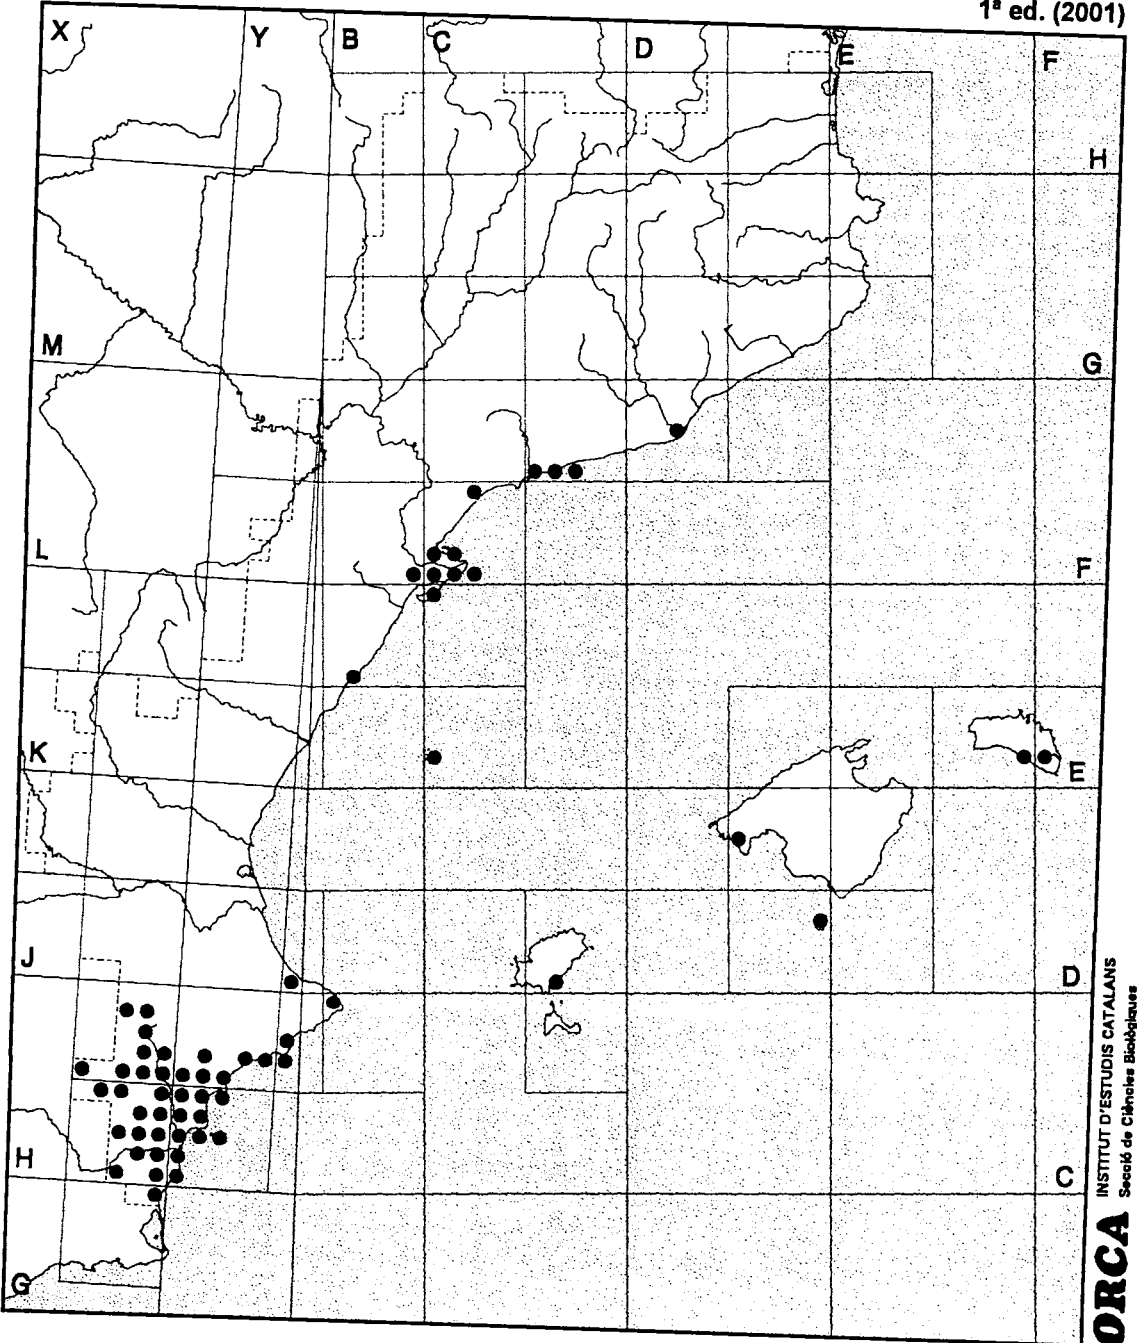 1ª ed. (2001)
X Y B C D E F
H
M G
L F
K E
J D
H C
G
INSTITUT D'ESTUDIS CATALANS
Secció de Ciències Biològiques
ORCA